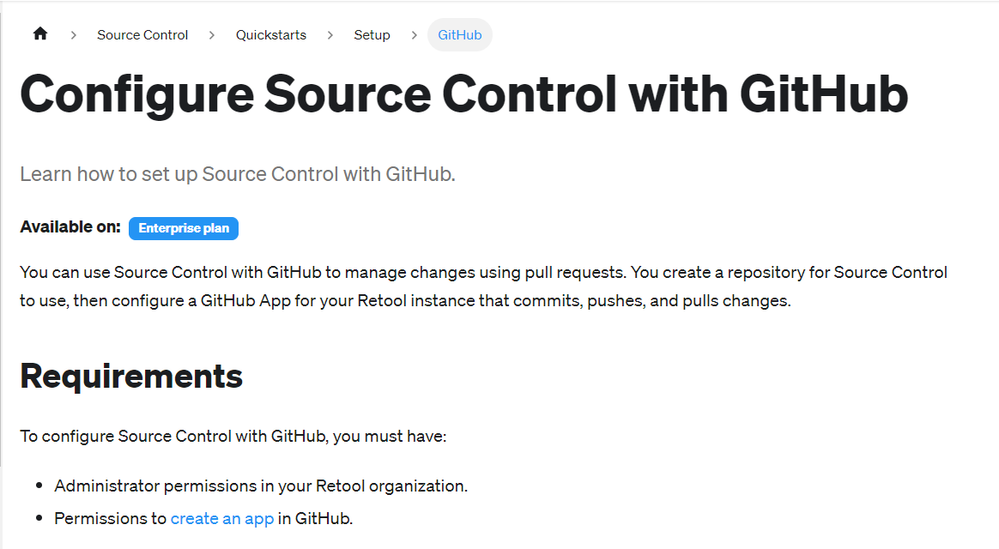 Source Control > Quickstarts > Setup > GitHub
Configure Source Control with GitHub
Learn how to set up Source Control with GitHub.
Available on: Enterprise plan
You can use Source Control with GitHub to manage changes using pull requests. You create a repository for Source Control
to use, then configure a GitHub App for your Retool instance that commits, pushes, and pulls changes.
Requirements
To configure Source Control with GitHub, you must have:
• Administrator permissions in your Retool organization.
• Permissions to create an app in GitHub.